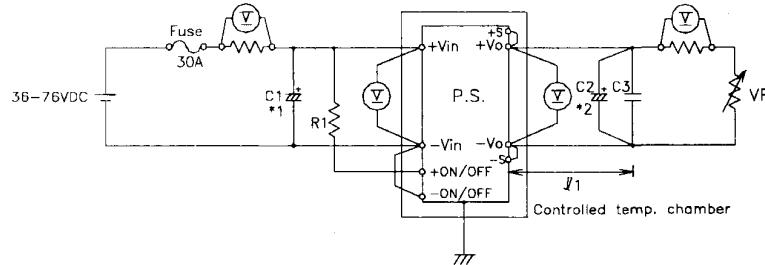 V
V
Fuse
30A
+S
+Vin
+Vo
36-76VDC
C1
+
*1
R1
V
P.S.
V
C2
+
*2
C3
VR
-Vin
-Vo
-S
+ON/OFF
-ON/OFF
ℓ1
Controlled temp. chamber